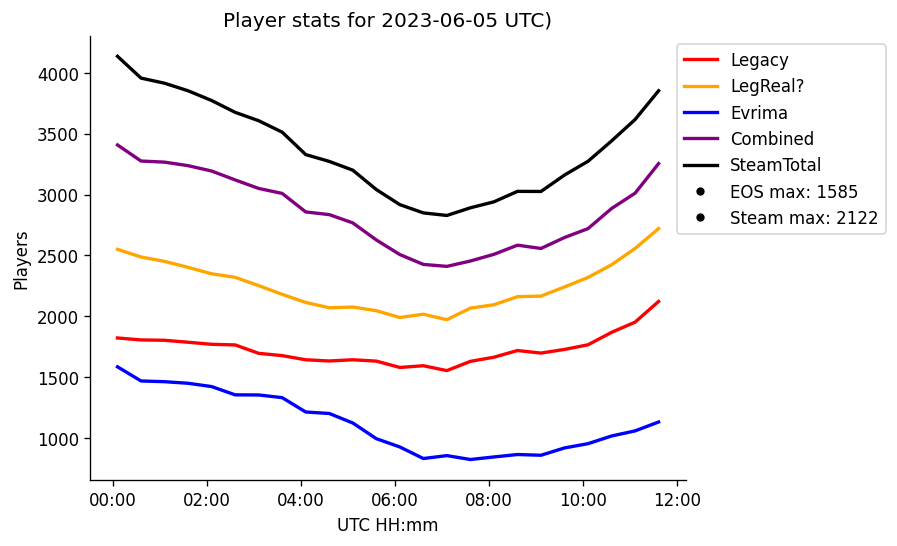 Player stats for 2023-06-05 UTC)
Legacy
LegReal?
Evrima
Combined
SteamTotal
EOS max: 1585
Steam max: 2122
Players
4000
3500
3000
2500
2000
1500
1000
00:00 02:00 04:00 06:00 08:00 10:00 12:00
UTC HH:mm